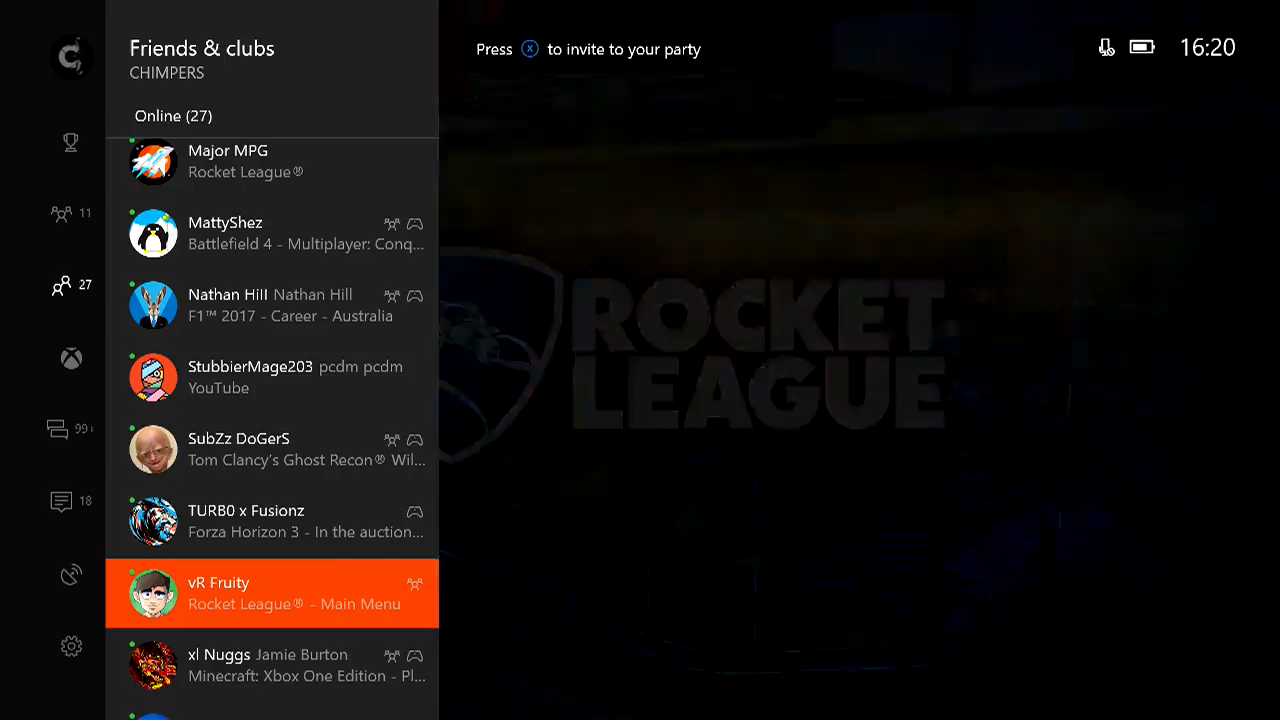 Friends & clubs
CHIMPERS
Press X to invite to your party
16:20
Online (27)
Major MPG
Rocket League®
11
MattyShez
Battlefield 4 - Multiplayer: Conq...
27
Nathan Hill Nathan Hill
F1™ 2017 - Career - Australia
StubbierMage203 pcdm pcdm
YouTube
99+
SubZz DoGerS
Tom Clancy's Ghost Recon® Wil...
18
TURB0 x Fusionz
Forza Horizon 3 - In the auction...
vR Fruity
Rocket League® - Main Menu
xl Nuggs Jamie Burton
Minecraft: Xbox One Edition - Pl...
ROCKET
LEAGUE